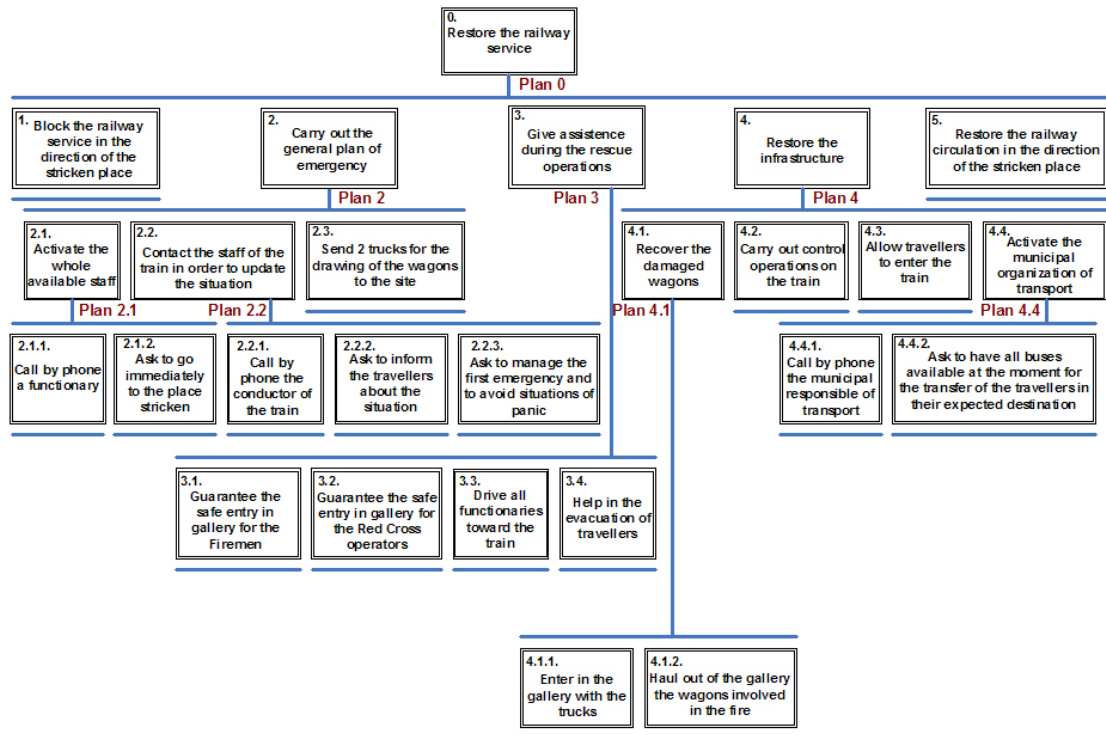 0.
Restore the railway
service
Plan 0
1.
Block the railway
service in the
direction of the
stricken place
2.
Carry out the
general plan of
emergency
3.
Give assistence
during the rescue
operations
4.
Restore the
infrastructure
5.
Restore the railway
circulation in the direction
of the stricken place
Plan 2
Plan 3
Plan 4
2.1.
Activate the
whole
available staff
2.2.
Contact the staff of the
train in order to update
the situation
2.3.
Send 2 trucks for the
drawing of the wagons
to the site
4.1.
Recover the
damaged
wagons
4.2.
Carry out control
operations on
the train
4.3.
Allow travellers
to enter the
train
4.4.
Activate the
municipal
organization of
transport
Plan 2.1
Plan 2.2
Plan 4.1
Plan 4.4
2.1.1.
Call by phone
a functionary
2.1.2.
Ask to go
immediately
to the place
stricken
2.2.1.
Call by
phone the
conductor of
the train
2.2.2.
Ask to inform
the travellers
about the
situation
2.2.3.
Ask to manage the
first emergency and
to avoid situations of
panic
4.4.1.
Call by phone
the municipal
responsible of
transport
4.4.2.
Ask to have all buses
available at the moment for
the transfer of the travellers in
their expected destination
3.1.
Guarantee the
safe entry in
gallery for the
Firemen
3.2.
Guarantee the safe
entry in gallery for
the Red Cross
operators
3.3.
Drive all
functionaries
toward the
train
3.4.
Help in the
evacuation of
travellers
4.1.1.
Enter in the
gallery with the
trucks
4.1.2.
Haul out of the gallery
the wagons involved
in the fire